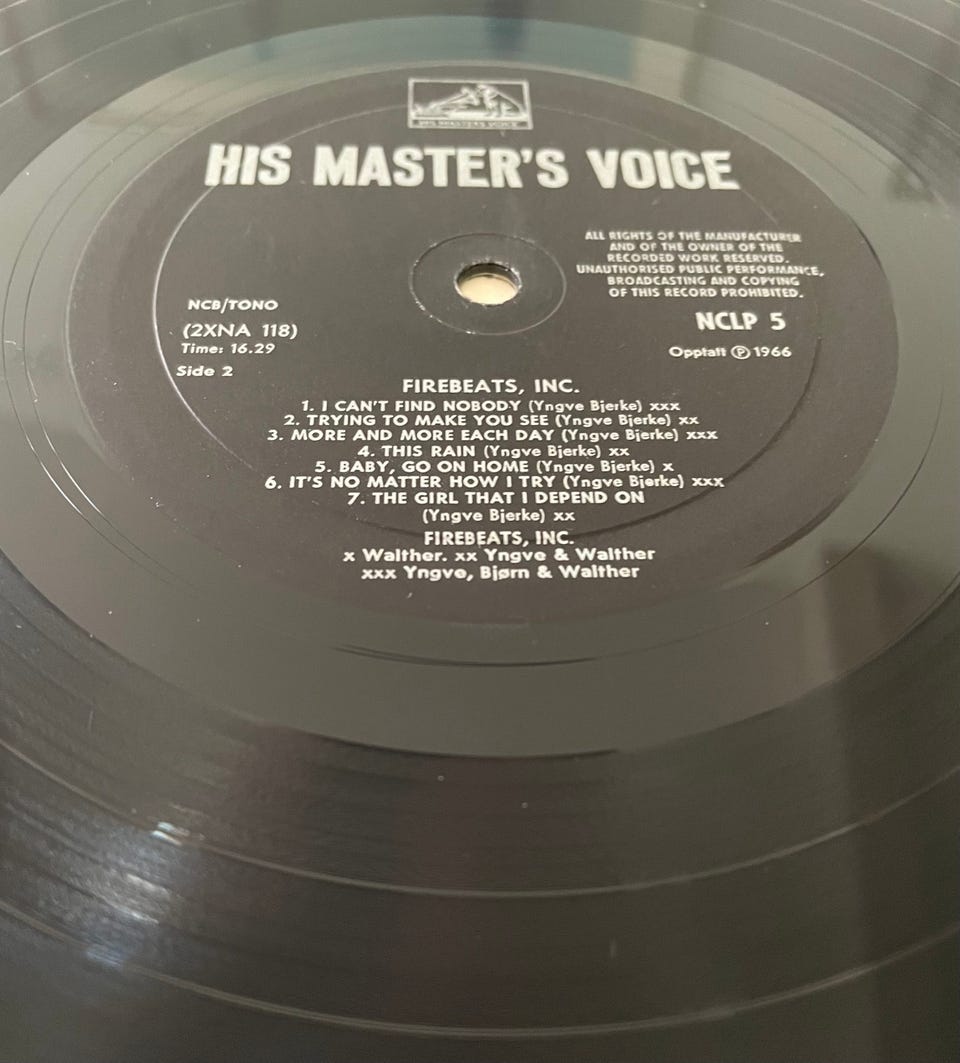 HIS MASTER'S VOICE
HIS MASTER'S VOICE
ALL RIGHTS OF THE MANUFACTURER
AND OF THE OWNER OF THE
RECORDED WORK RESERVED.
UNAUTHORISED PUBLIC PERFORMANCE,
BROADCASTING AND COPYING
OF THIS RECORD PROHIBITED.
NCB/TONO
(2XNA 118)
Time: 16.29
Side 2
NCLP 5
Opptatt Ⓟ 1966
FIREBEATS, INC.
1. I CAN'T FIND NOBODY (Yngve Bjerke) xxx
2. TRYING TO MAKE YOU SEE (Yngve Bjerke) xx
3. MORE AND MORE EACH DAY (Yngve Bjerke) xxx
4. THIS RAIN (Yngve Bjerke) xx
5. BABY, GO ON HOME (Yngve Bjerke) x
6. IT'S NO MATTER HOW I TRY (Yngve Bjerke) xxx
7. THE GIRL THAT I DEPEND ON
(Yngve Bjerke) xx
FIREBEATS, INC.
x Walther. xx Yngve & Walther
xxx Yngve, Bjørn & Walther